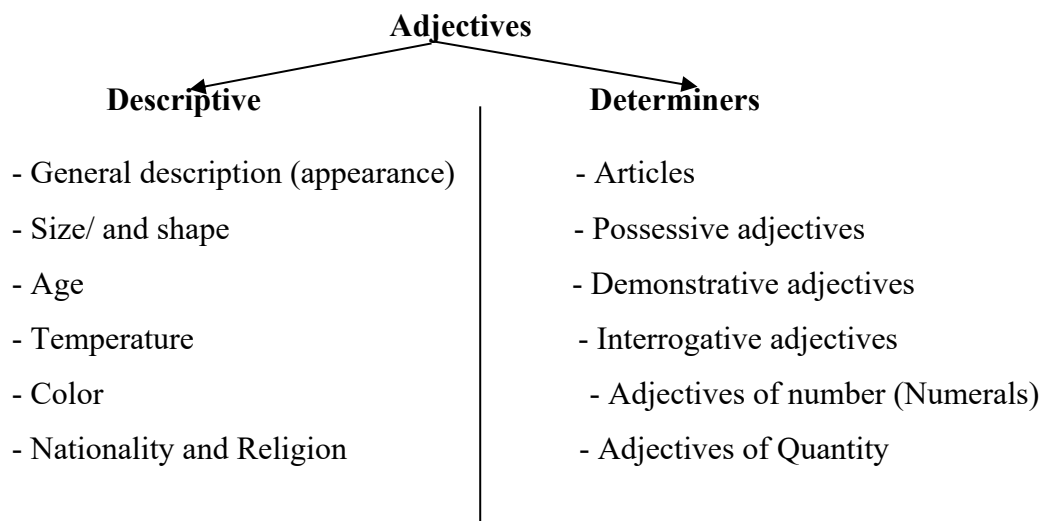 Adjectives
Descriptive
- General description (appearance)
- Size/ and shape
- Age
- Temperature
- Color
- Nationality and Religion
Determiners
- Articles
- Possessive adjectives
- Demonstrative adjectives
- Interrogative adjectives
- Adjectives of number (Numerals)
- Adjectives of Quantity